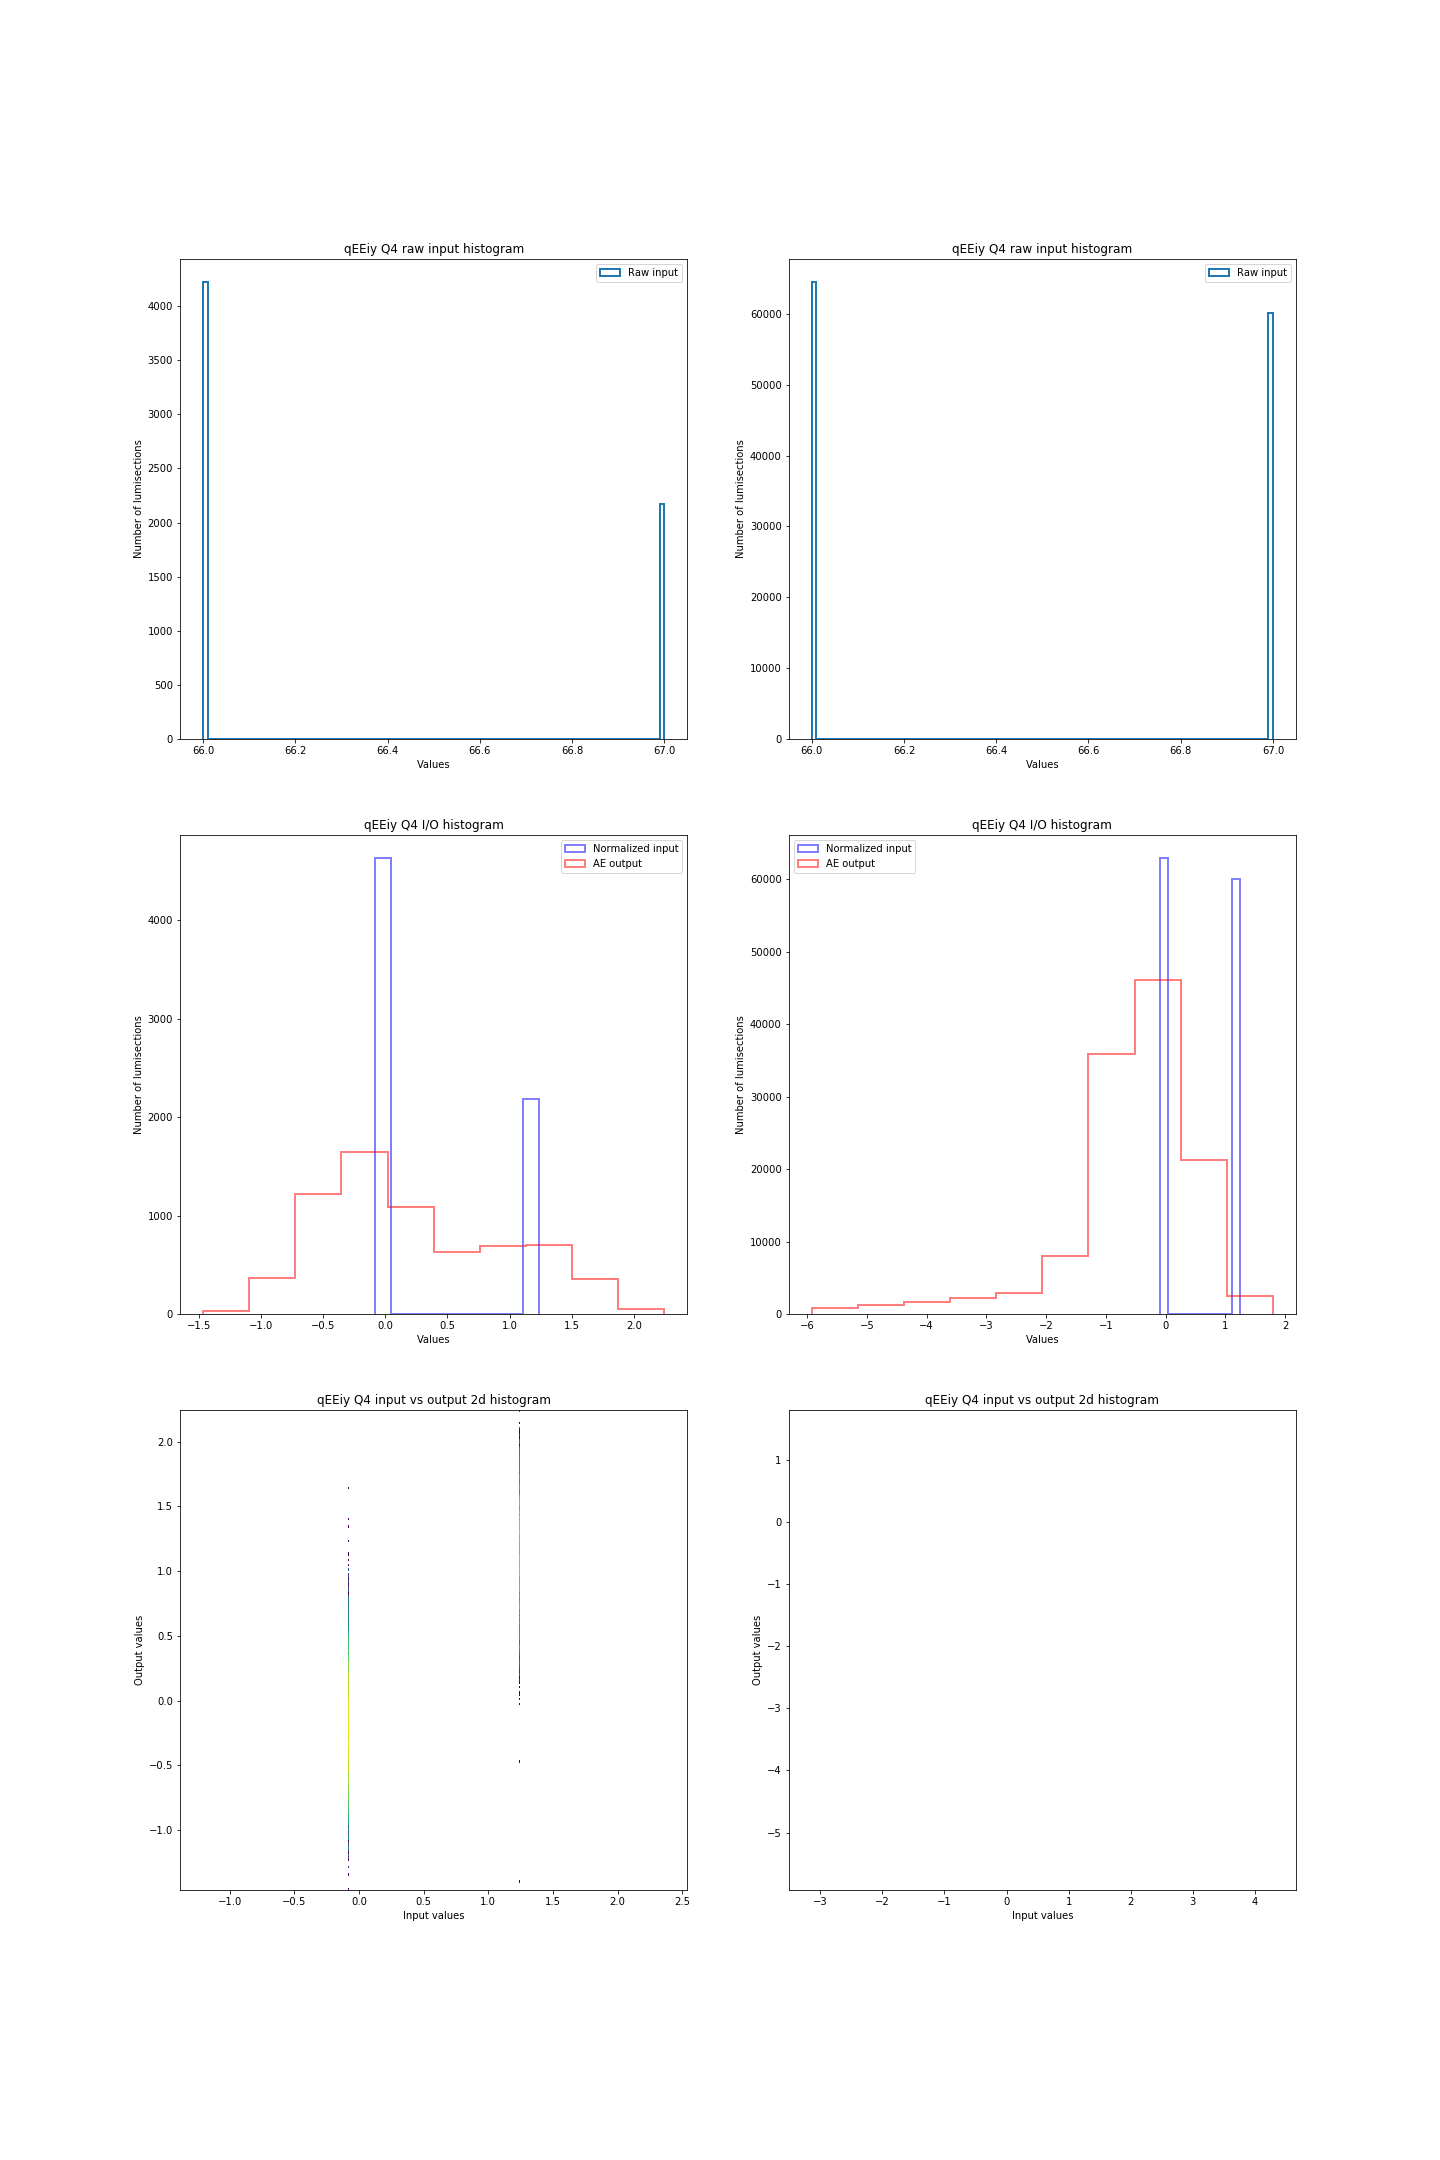 qEEiy Q4 raw input histogram
Raw input
Number of lumisections
4000
3500
3000
2500
2000
1500
1000
500
0
66.0 66.2 66.4 66.6 66.8 67.0
Values
qEEiy Q4 raw input histogram
Raw input
Number of lumisections
60000
50000
40000
30000
20000
10000
0
66.0 66.2 66.4 66.6 66.8 67.0
Values
qEEiy Q4 I/O histogram
Normalized input
AE output
Number of lumisections
4000
3000
2000
1000
0
−1.5 −1.0 −0.5 0.0 0.5 1.0 1.5 2.0
Values
qEEiy Q4 I/O histogram
Normalized input
AE output
Number of lumisections
60000
50000
40000
30000
20000
10000
0
−6 −5 −4 −3 −2 −1 0 1 2
Values
qEEiy Q4 input vs output 2d histogram
Output values
2.0
1.5
1.0
0.5
0.0
−0.5
−1.0
−1.0 −0.5 0.0 0.5 1.0 1.5 2.0 2.5
Input values
qEEiy Q4 input vs output 2d histogram
Output values
1
0
−1
−2
−3
−4
−5
−3 −2 −1 0 1 2 3 4
Input values